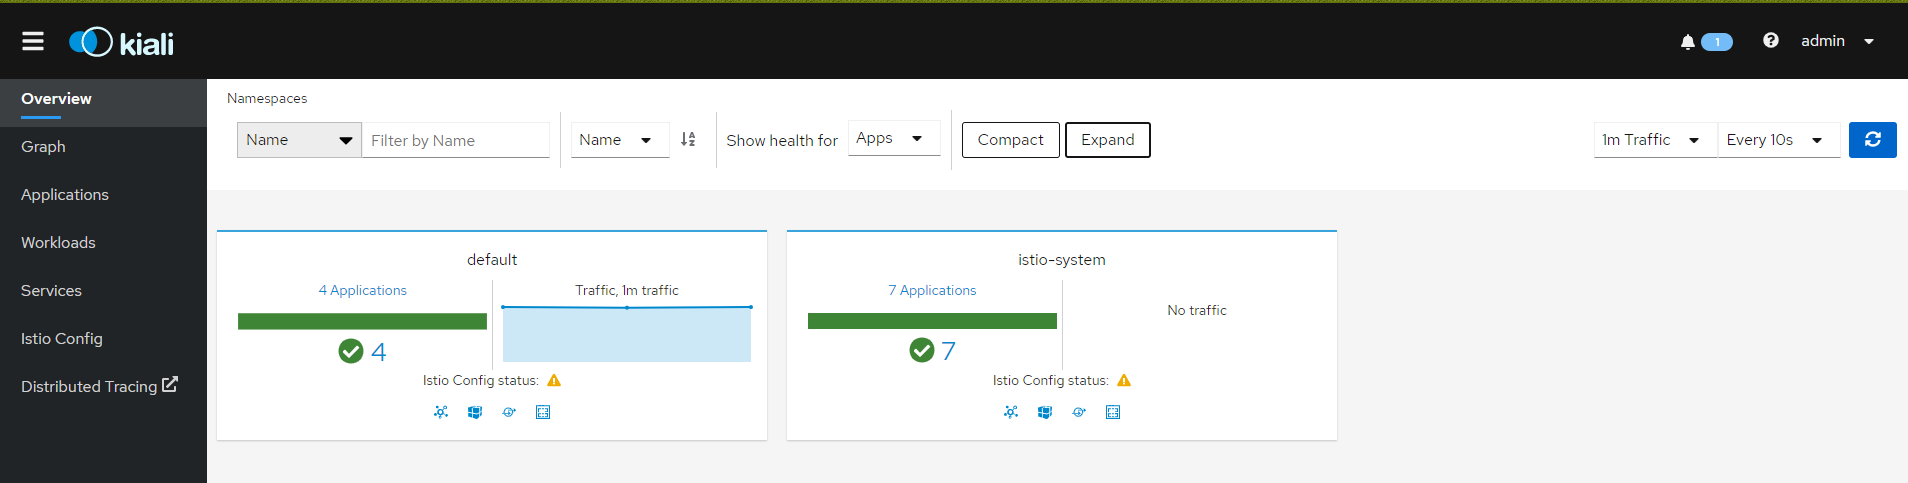 kiali
1
admin
Overview
Graph
Applications
Workloads
Services
Istio Config
Distributed Tracing
Namespaces
Name
Filter by Name
Name
Show health for
Apps
Compact
Expand
1m Traffic
Every 10s
default
4 Applications
4
Traffic, 1m traffic
Istio Config status:
istio-system
7 Applications
7
No traffic
Istio Config status: